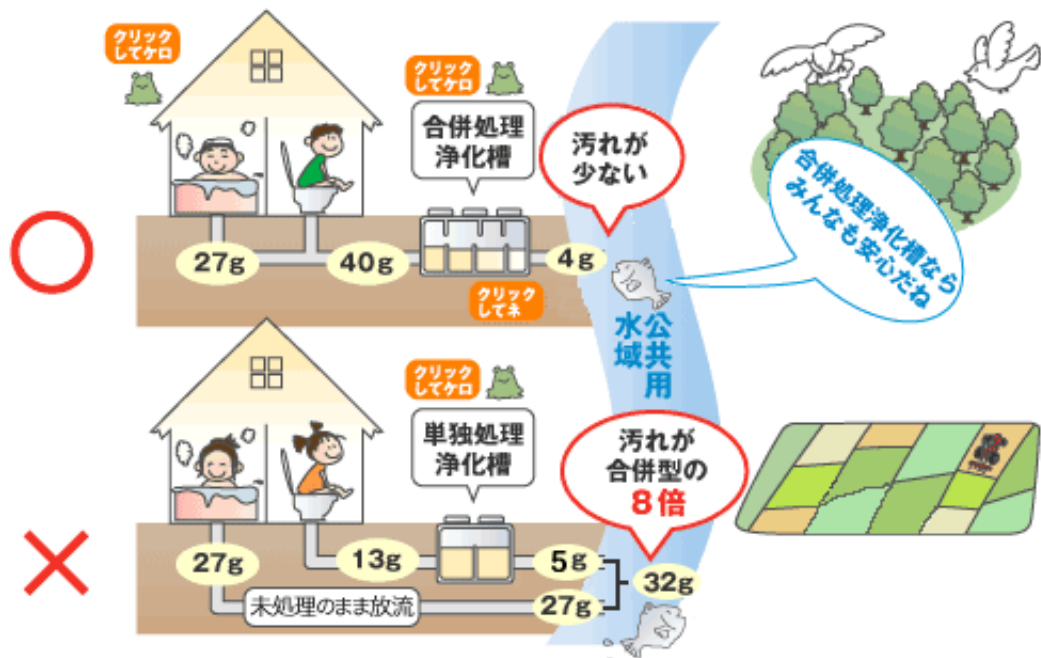 クリック
してケロ
クリック
してケロ
合併処理
浄化槽
汚れが
少ない
合併処理浄化槽なら
みんなも安心だね
27g
40g
4g
クリック
してネ
公共用
水域
クリック
してケロ
単独処理
浄化槽
汚れが
合併型の
8倍
27g
13g
5g
32g
未処理のまま放流
27g